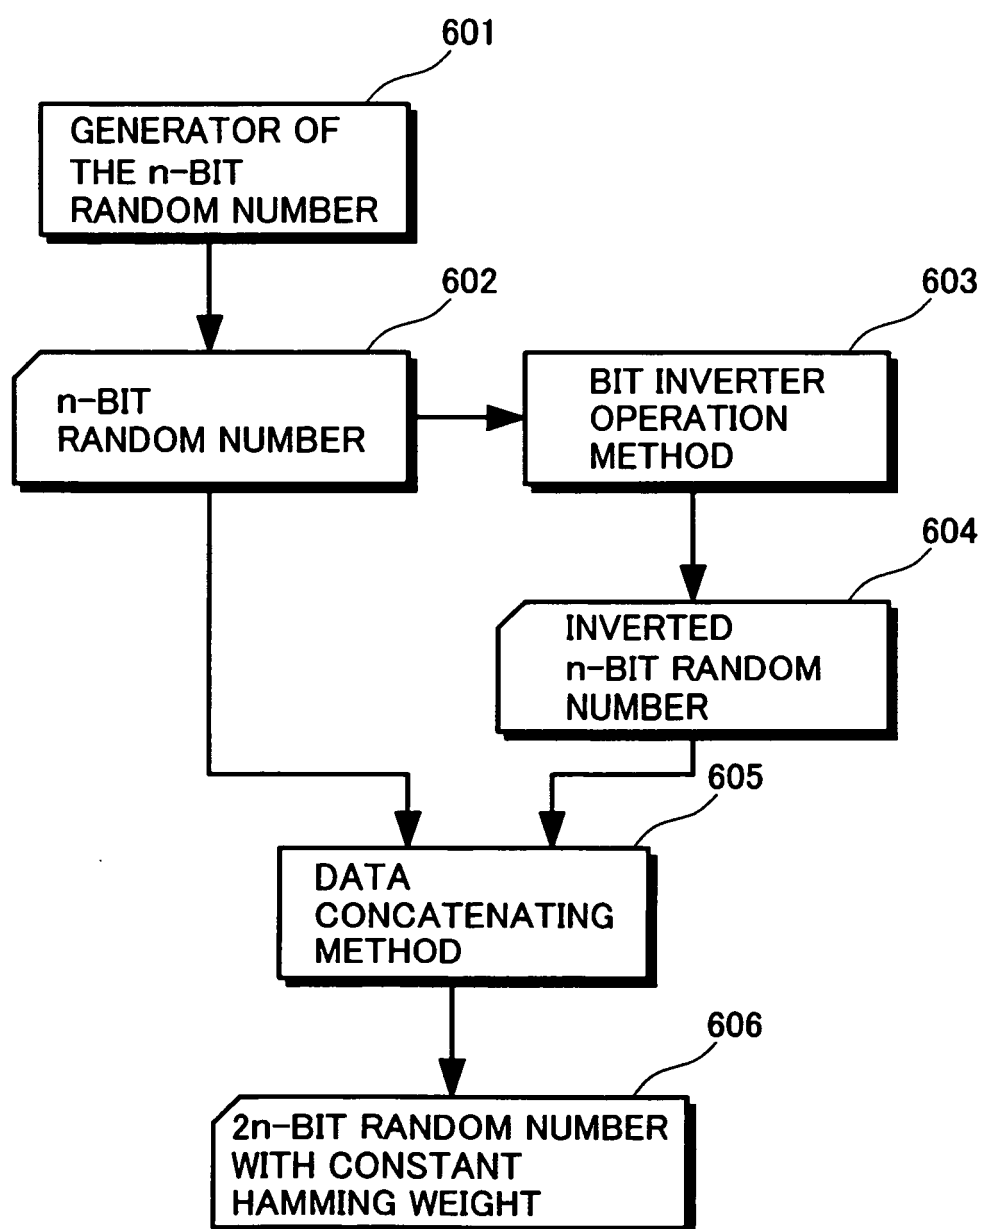 601
GENERATOR OF
THE n-BIT
RANDOM NUMBER
602
n-BIT
RANDOM NUMBER
603
BIT INVERTER
OPERATION
METHOD
604
INVERTED
n-BIT RANDOM
NUMBER
605
DATA
CONCATENATING
METHOD
606
2n-BIT RANDOM NUMBER
WITH CONSTANT
HAMMING WEIGHT